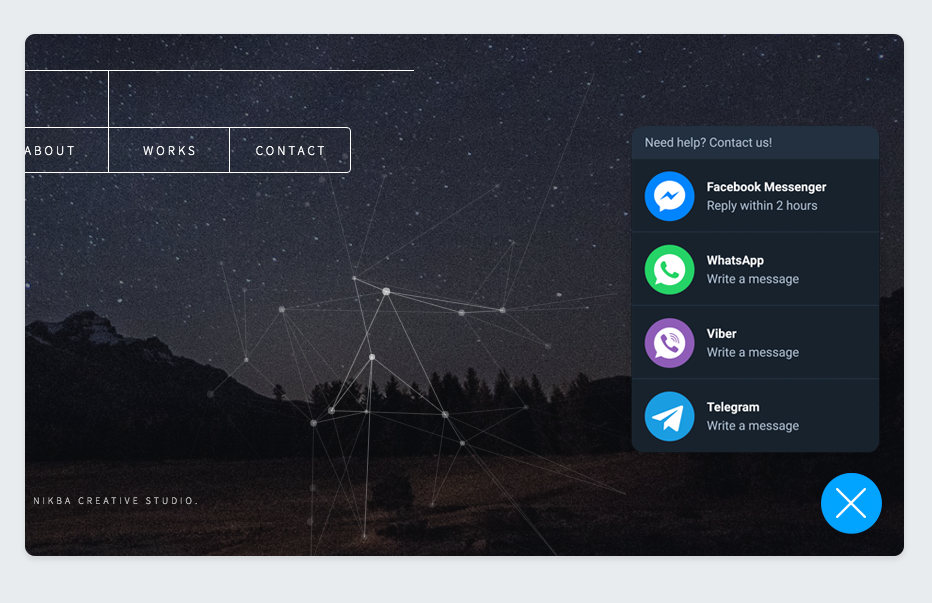 ABOUT
WORKS
CONTACT
Need help? Contact us!
Facebook Messenger
Reply within 2 hours
WhatsApp
Write a message
Viber
Write a message
Telegram
Write a message
NIKBA CREATIVE STUDIO.